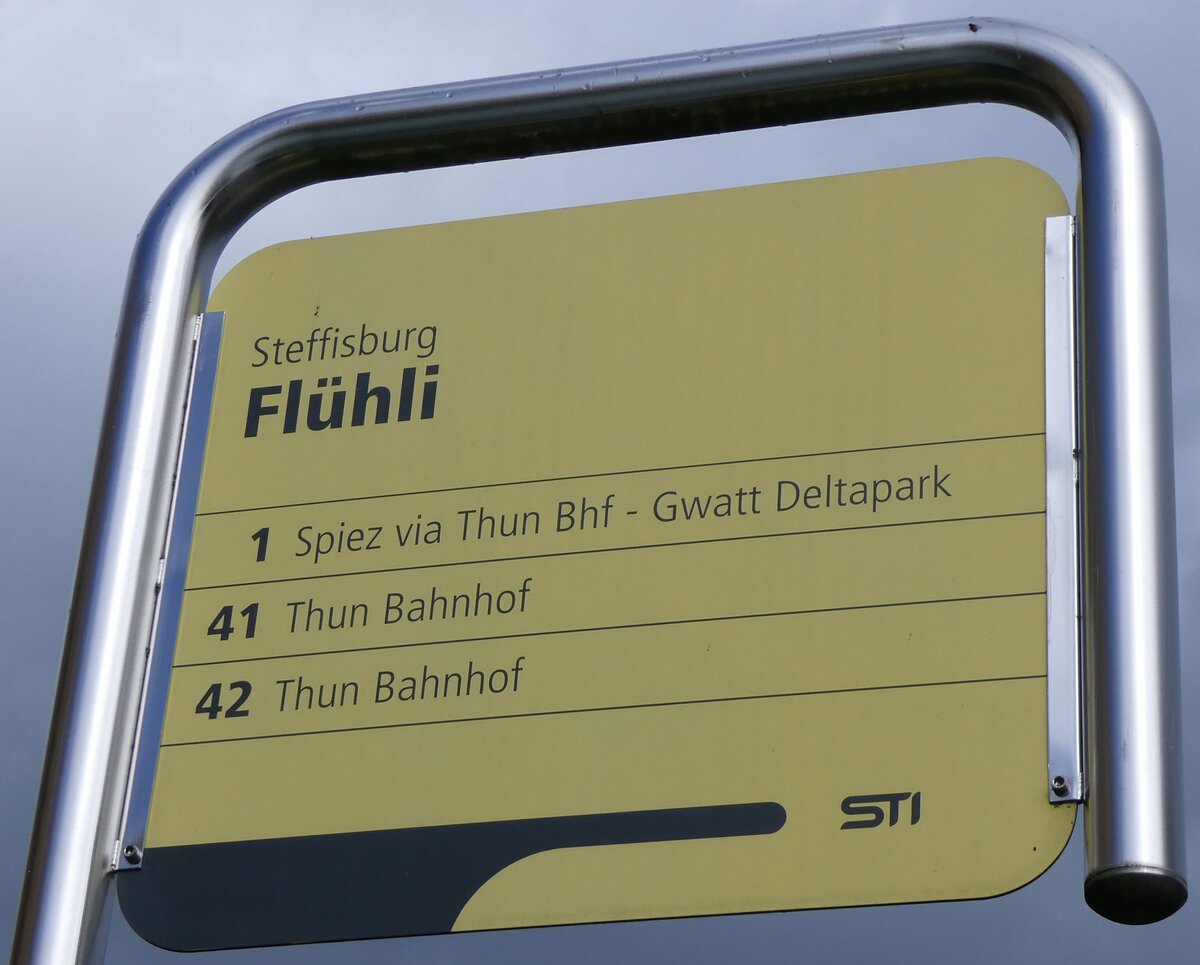 Steffisburg
Flühli
1 Spiez via Thun Bhf - Gwatt Deltapark
41 Thun Bahnhof
42 Thun Bahnhof
STI